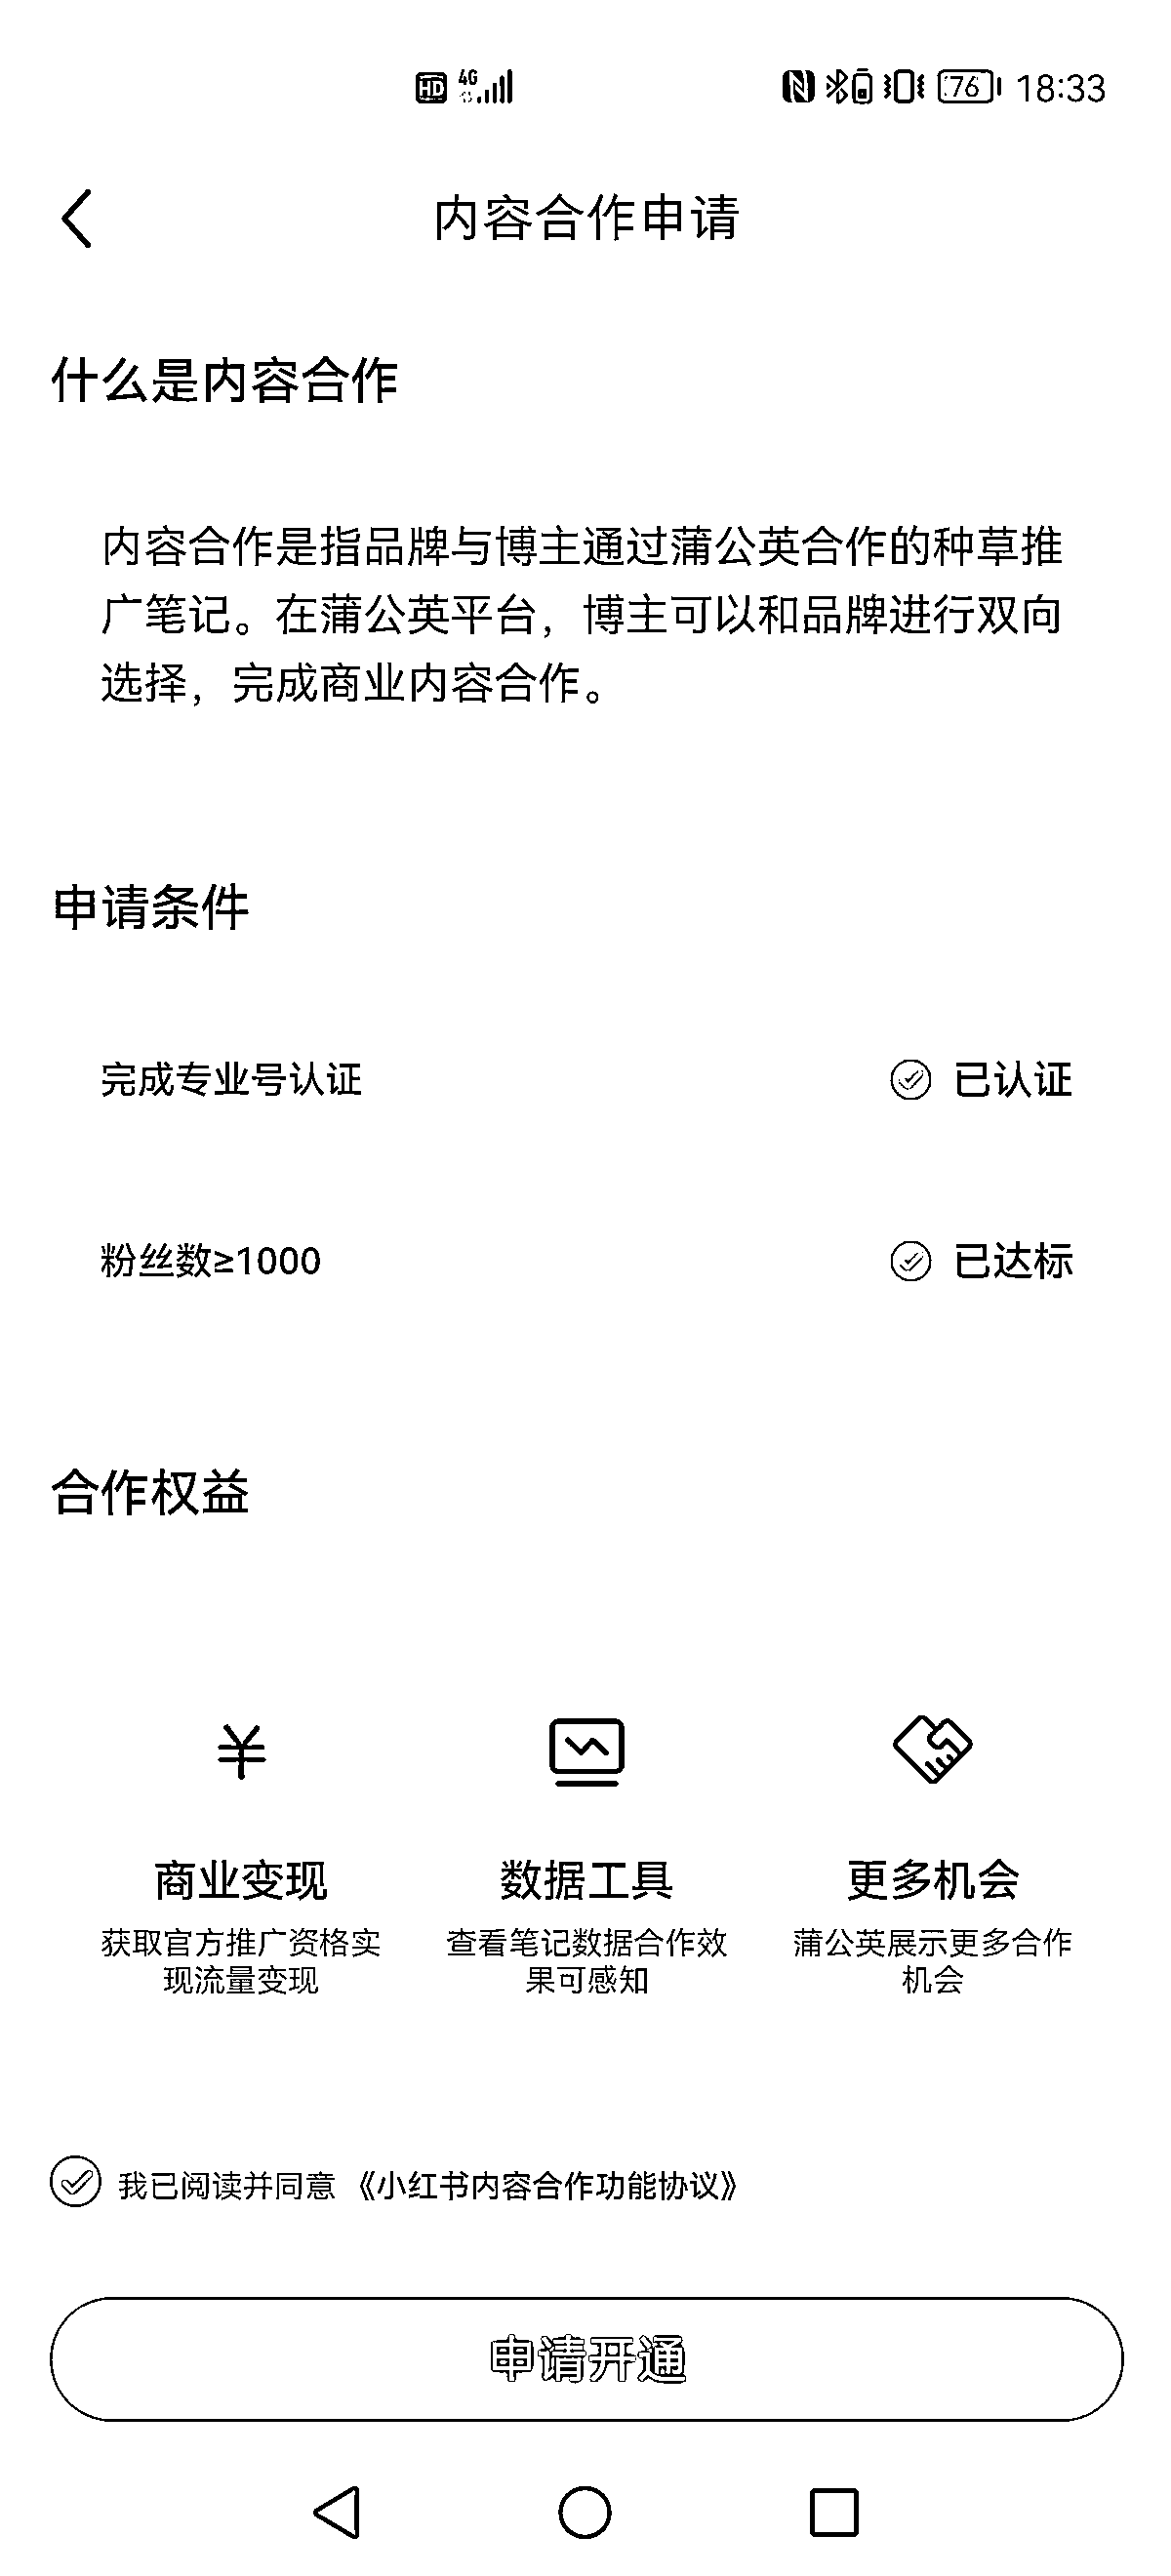 HD 4G 76 18:33
内容合作申请
什么是内容合作
内容合作是指品牌与博主通过蒲公英合作的种草推
广笔记。在蒲公英平台，博主可以和品牌进行双向
选择，完成商业内容合作。
申请条件
完成专业号认证 已认证
粉丝数≥1000 已达标
合作权益
¥
商业变现 数据工具 更多机会
获取官方推广资格实 查看笔记数据合作效 蒲公英展示更多合作
现流量变现 果可感知 机会
我已阅读并同意 《小红书内容合作功能协议》
申请开通